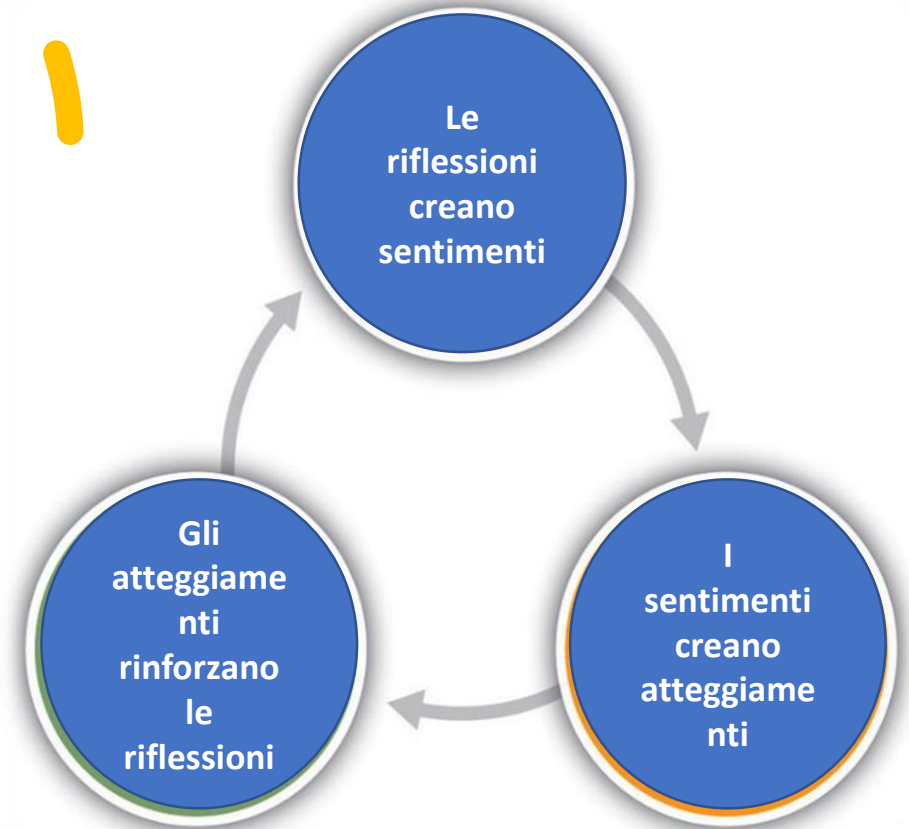 Le
riflessioni
creano
sentimenti
I
sentimenti
creano
atteggiame
nti
Gli
atteggiame
nti
rinforzano
le
riflessioni